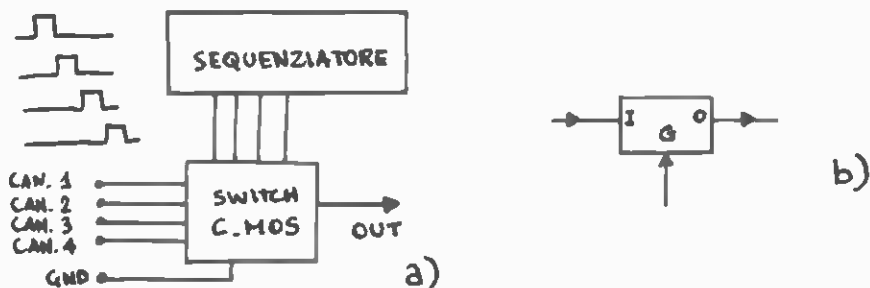 SEQUENZIATORE
CAN. 1
CAN. 2
CAN. 3
CAN. 4
GND
SWITCH
C-MOS
OUT
a)
I
G
O
b)